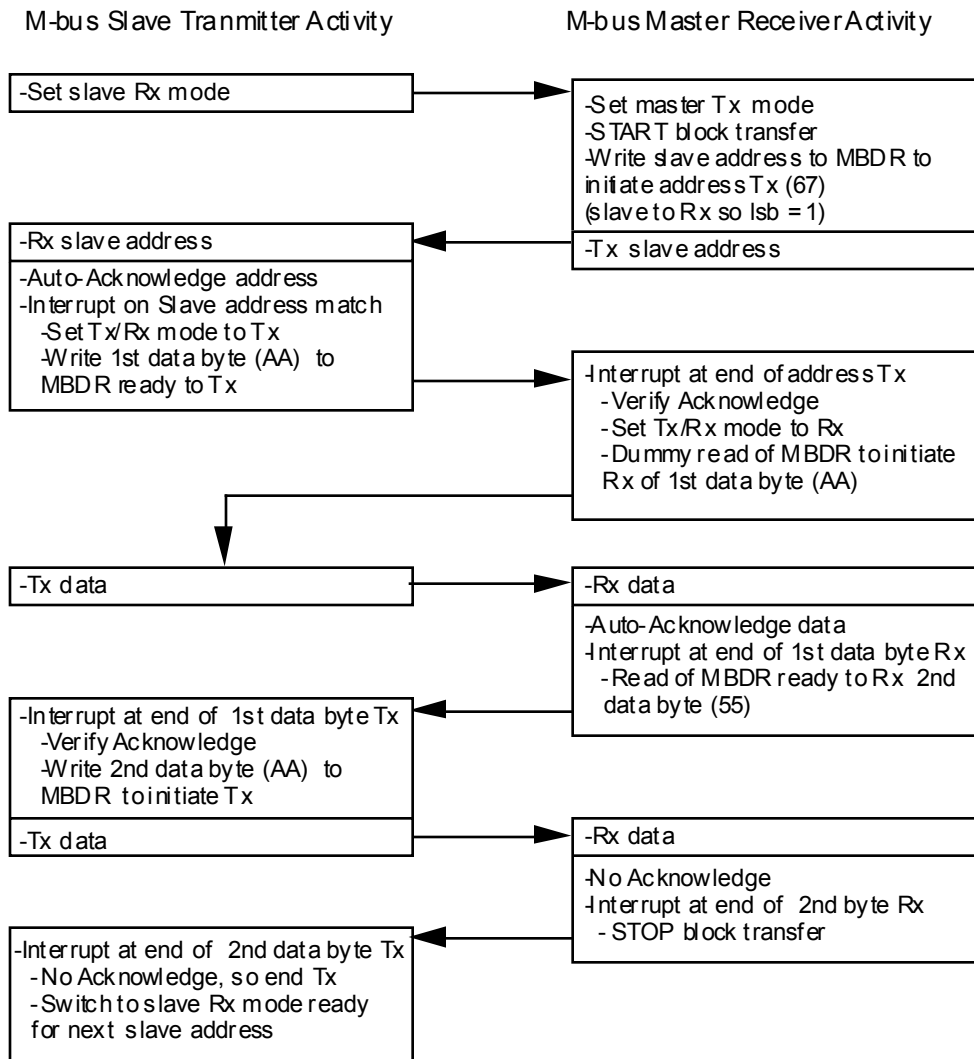 M-bus Slave Tranmitter Activity
M-bus Master Receiver Activity
-Set slave Rx mode
-Set master Tx mode
-START block transfer
-Write slave address to MBDR to
initiate address Tx (67)
(slave to Rx so lsb = 1)
-Tx slave address
-Rx slave address
-Auto-Acknowledge address
-Interrupt on Slave address match
-Set Tx/Rx mode to Tx
-Write 1st data byte (AA) to
MBDR ready to Tx
-Interrupt at end of address Tx
-Verify Acknowledge
-Set Tx/Rx mode to Rx
-Dummy read of MBDR to initiate
Rx of 1st data byte (AA)
-Tx data
-Rx data
-Auto-Acknowledge data
-Interrupt at end of 1st data byte Rx
-Read of MBDR ready to Rx 2nd
data byte (55)
-Interrupt at end of 1st data byte Tx
-Verify Acknowledge
-Write 2nd data byte (AA) to
MBDR to initiate Tx
-Tx data
-Rx data
-No Acknowledge
-Interrupt at end of 2nd byte Rx
- STOP block transfer
-Interrupt at end of 2nd data byte Tx
-No Acknowledge, so end Tx
-Switch to slave Rx mode ready
for next slave address